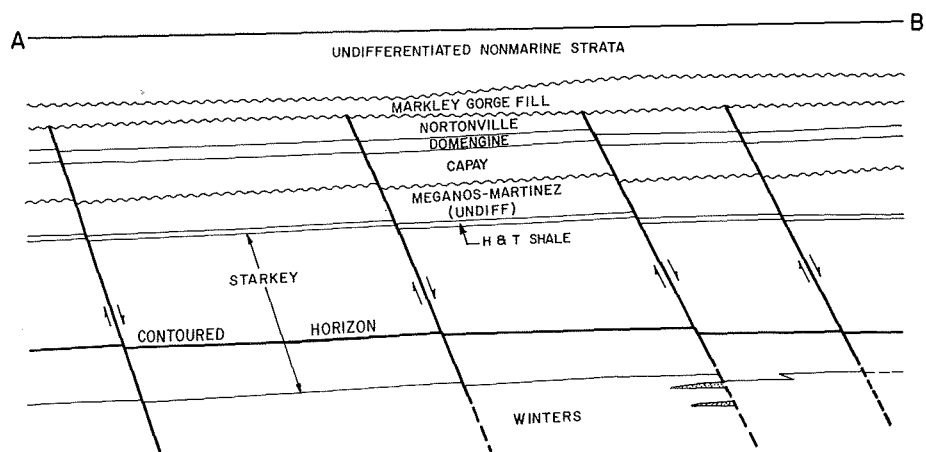 A
B
UNDIFFERENTIATED NONMARINE STRATA
MARKLEY GORGE FILL
NORTONVILLE
DOMENGINE
CAPAY
MEGANOS-MARTINEZ
(UNDIFF)
H & T SHALE
STARKEY
CONTOURED HORIZON
WINTERS